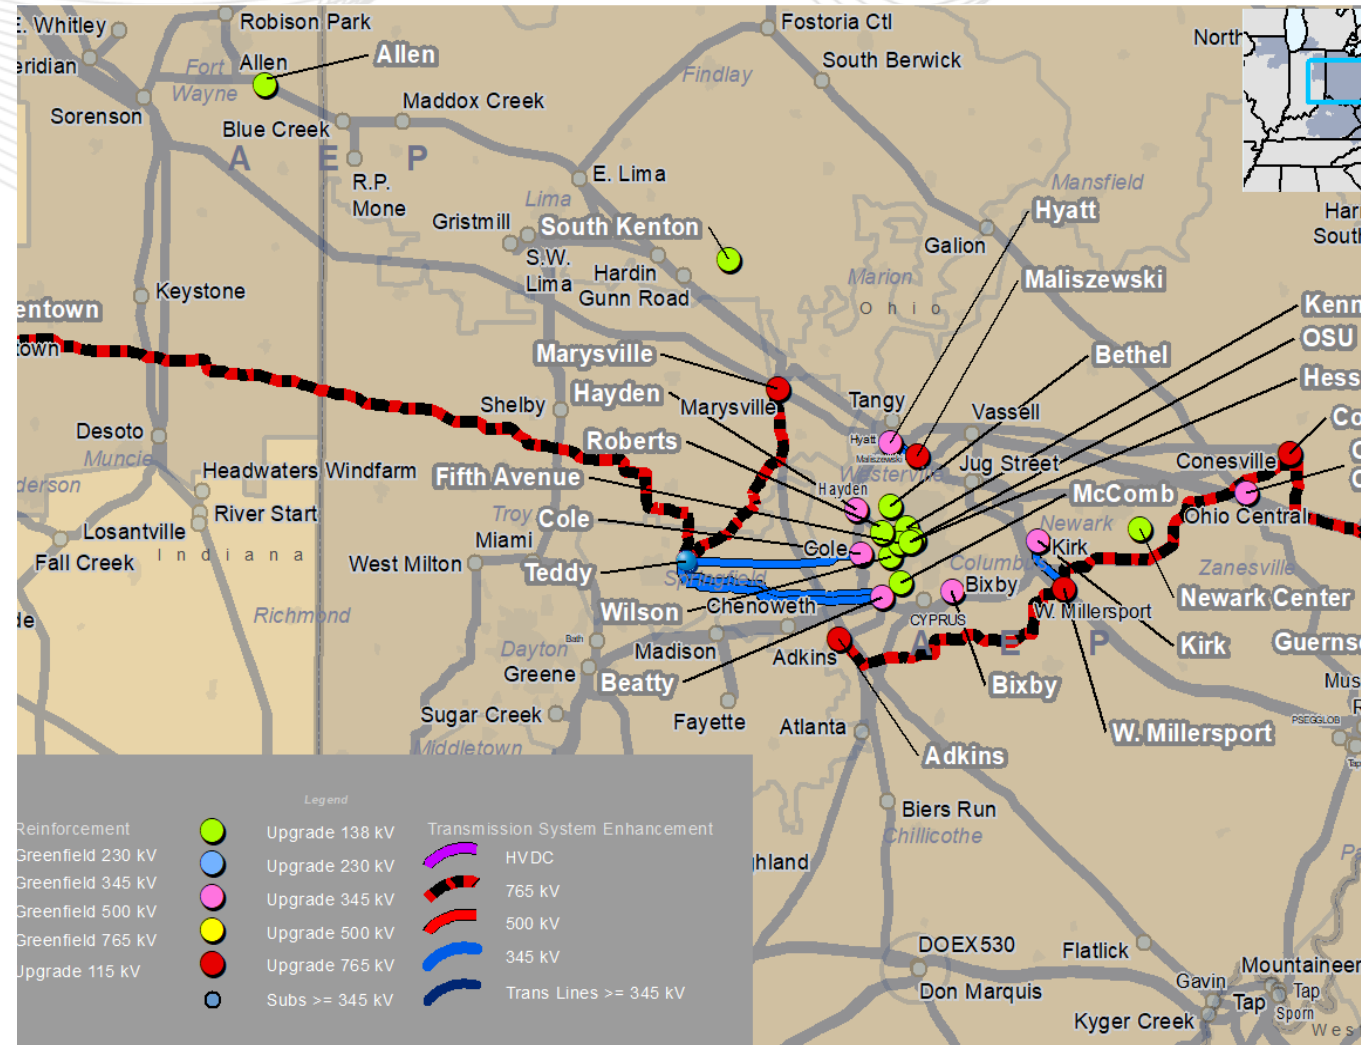 Robison Park
E. Whitley
eridian
Fort
Wayne
Allen
Allen
Sorenson
Blue Creek
Maddox Creek
A E P
R.P.
Mone
Fostoria Ctl
South Berwick
Findlay
North
E. Lima
Lima
Gristmill
South Kenton
S.W.
Lima
Hardin
Gunn Road
Mansfield
Hyatt
Galion
Marion
Ohio
Maliszewski
Keystone
entown
town
Marysville
Hayden
Marysville
Shelby
Roberts
Fifth Avenue
Cole
Tangy
Vassell
Hyatt
Maliszewski
Westerville
Jug Street
Bethel
Kenn
OSU
Hess
Co
Conesville
Ohio Central
McComb
Newark
Desoto
Muncie
Headwaters Windfarm
derson
River Start
Losantville
Fall Creek
Indiana
Troy
Miami
West Milton
Teddy
Springfield
Hayden
Cole
Columbus
Kirk
Bixby
W. Millersport
Zanesville
Newark Center
Kirk
Guerns
Wilson
Chenoweth
CYPRUS
Richmond
Bath
Dayton
Greene
Madison
Adkins
A E P
Beatty
Bixby
Fayette
Sugar Creek
Middletown
Atlanta
Adkins
W. Millersport
Mus
PSEGGLOB
Tap
Biers Run
Chillicothe
ghland
DOEX530
Don Marquis
Flatlick
Mountaineer
Gavin
Tap
Tap
Sporn
Kyger Creek
Wes
Legend
Reinforcement
Greenfield 230 kV
Greenfield 345 kV
Greenfield 500 kV
Greenfield 765 kV
Upgrade 115 kV
Upgrade 138 kV
Upgrade 230 kV
Upgrade 345 kV
Upgrade 500 kV
Upgrade 765 kV
Subs >= 345 kV
Transmission System Enhancement
HVDC
765 kV
500 kV
345 kV
Trans Lines >= 345 kV